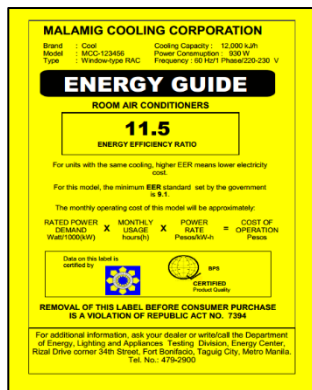 MALAMIG COOLING CORPORATION
Brand : Cool Cooling Capacity : 12,000 kJ/h
Model : MCC-123456 Power Consmuption : 930 W
Type : Window-type RAC Frequency : 60 Hz/1 Phase/220-230 V
ENERGY GUIDE
ROOM AIR CONDITIONERS
11.5
ENERGY EFFICIENCY RATIO
For units with the same cooling, higher EER means lower electricity
cost.
For this model, the minimum EER standard set by the government
is 9.1.
The monthly operating cost of this model will be approximately:
RATED POWER X MONTHLY X POWER = COST OF
DEMAND USAGE RATE OPERATION
Watt/1000(kW) hours(h) Pesos/kW-h Pesos
Data on this label is
certified by
BPS
CERTIFIED
Product Quality
REMOVAL OF THIS LABEL BEFORE CONSUMER PURCHASE
IS A VIOLATION OF REPUBLIC ACT NO. 7394
For additional information, ask your dealer or write/call the Department
of Energy, Lighting and Appliances Testing Division, Energy Center,
Rizal Drive corner 34th Street, Fort Bonifacio, Taguig City, Metro Manila.
Tel. No.: 479-2900